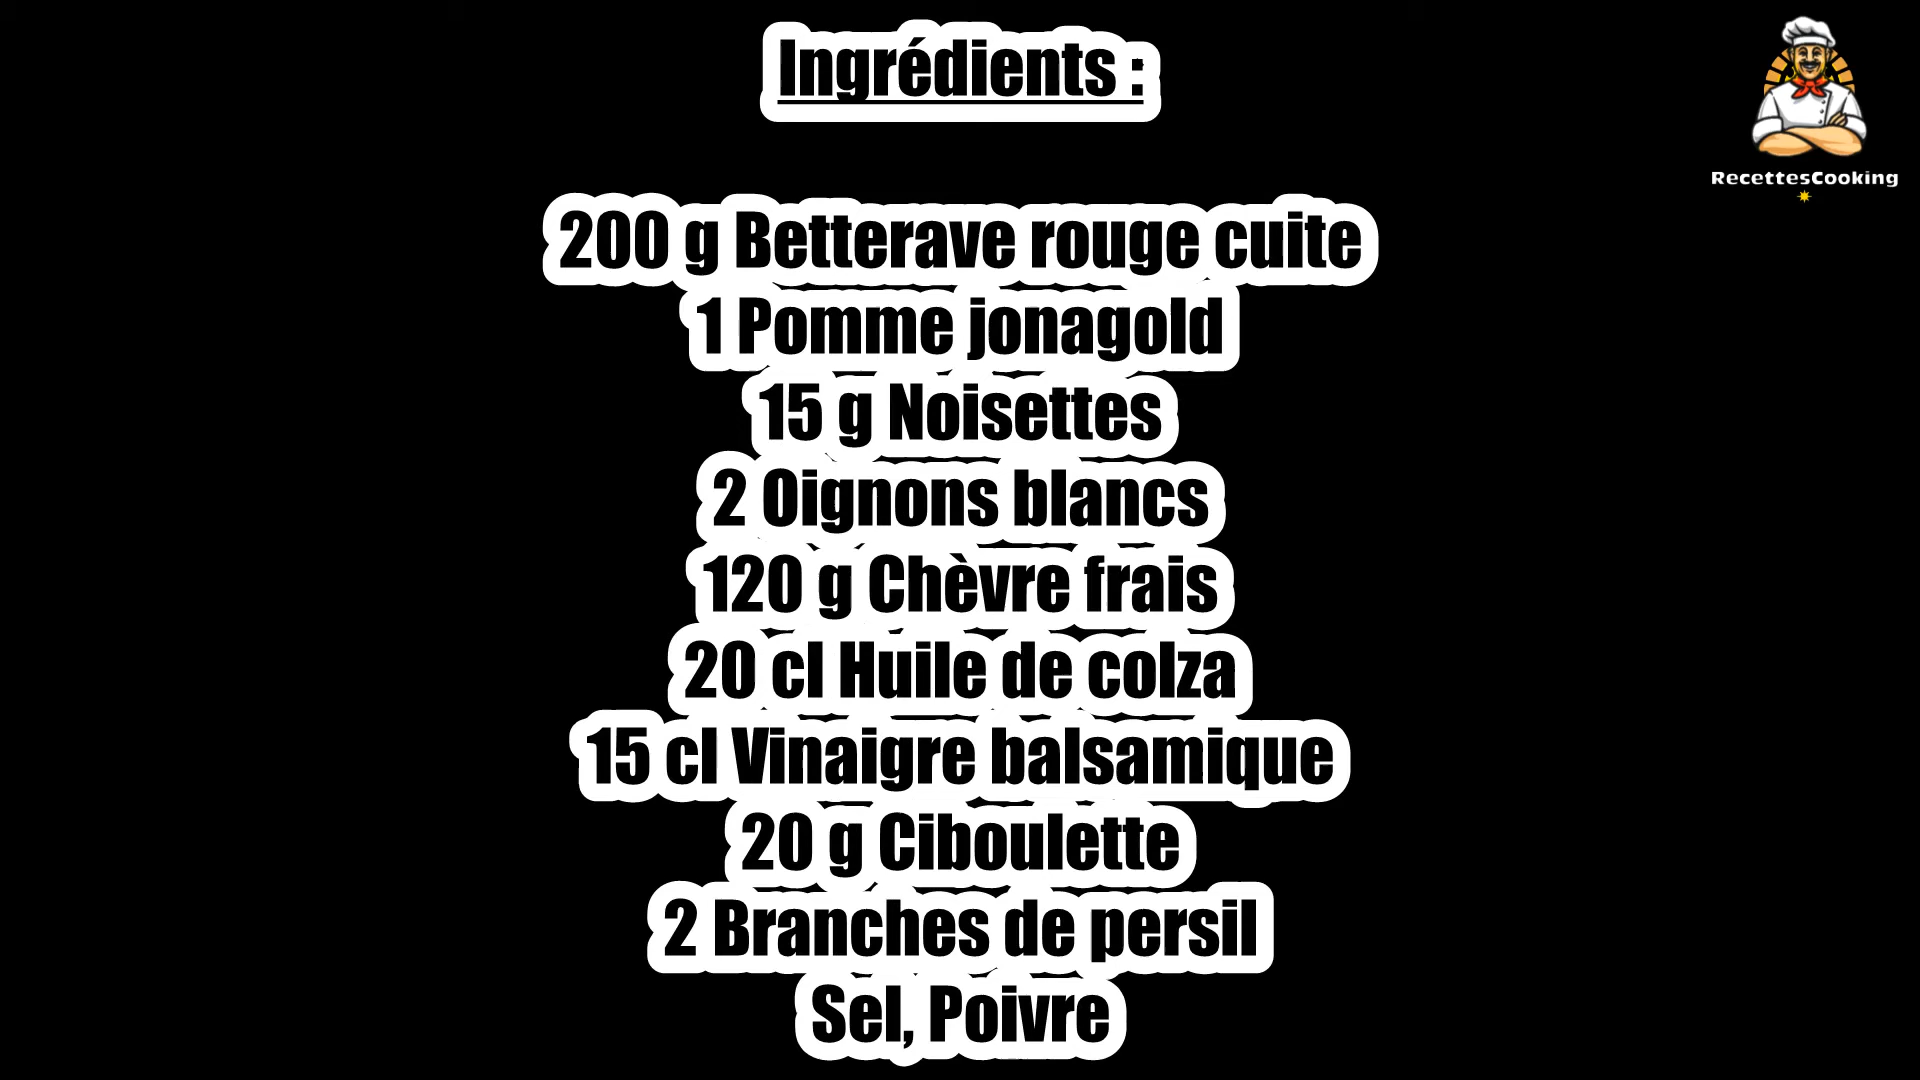 Ingrédients :
RecettesCooking
200 g Betterave rouge cuite
1 Pomme jonagold
15 g Noisettes
2 Oignons blancs
120 g Chèvre frais
20 cl Huile de colza
15 cl Vinaigre balsamique
20 g Ciboulette
2 Branches de persil
Sel, Poivre